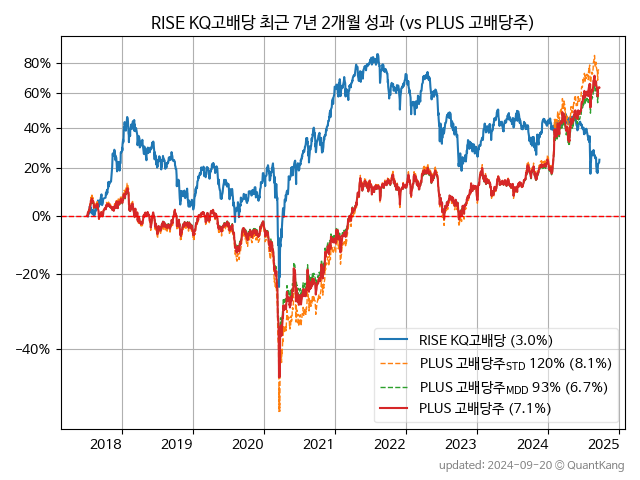 RISE KQ고배당 최근 7년 2개월 성과 (vs PLUS 고배당주)
80%
60%
40%
20%
0%
−20%
−40%
RISE KQ고배당 (3.0%)
PLUS 고배당주STD 120% (8.1%)
PLUS 고배당주MDD 93% (6.7%)
PLUS 고배당주 (7.1%)
2018 2019 2020 2021 2022 2023 2024 2025
updated: 2024-09-20 © QuantKang